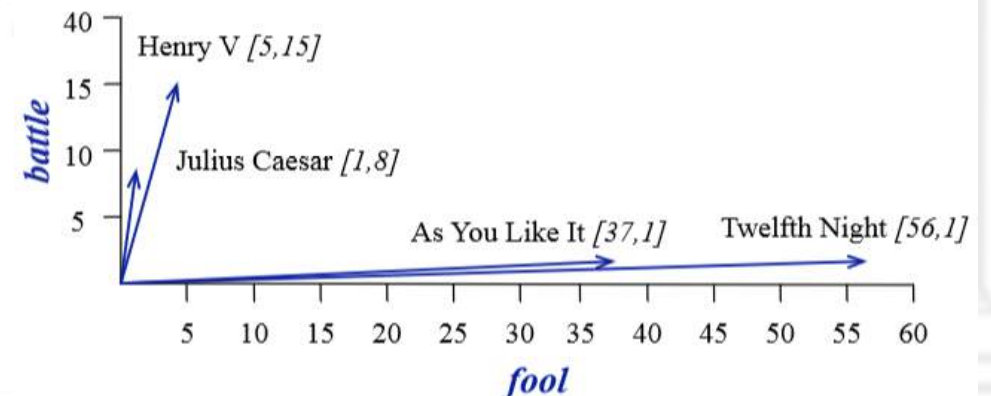 40
Henry V [5,15]
15
battle
10
Julius Caesar [1,8]
5
As You Like It [37,1]
Twelfth Night [56,1]
5 10 15 20 25 30 35 40 45 50 55 60
fool